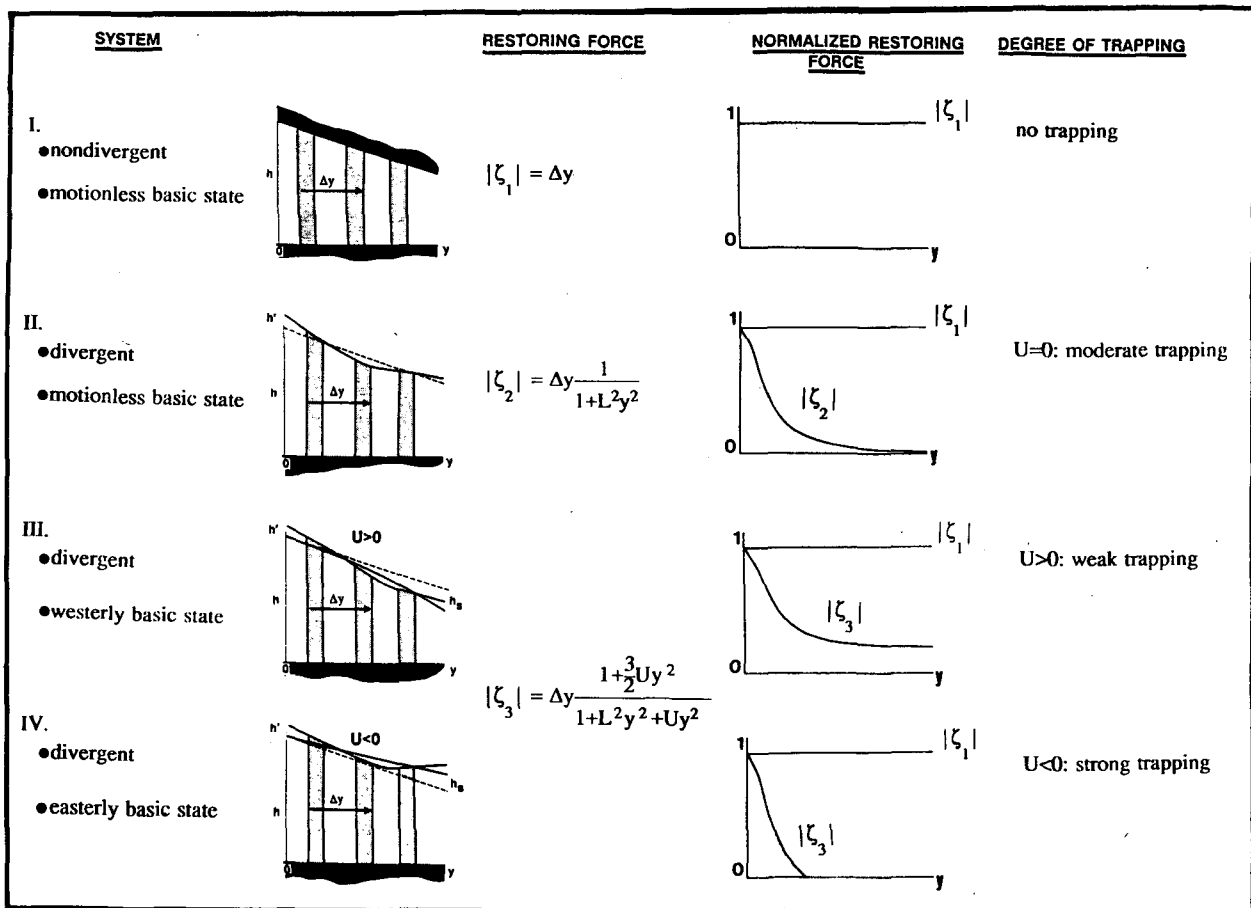 SYSTEM
RESTORING FORCE
NORMALIZED RESTORING FORCE
DEGREE OF TRAPPING
I.
●nondivergent
●motionless basic state
h
Δy
0
y
|ζ₁| = Δy
1
|ζ₁|
0
y
no trapping
II.
●divergent
●motionless basic state
h'
h
Δy
0
y
|ζ₂| = Δy 1/(1+L²y²)
1
|ζ₁|
|ζ₂|
0
y
U=0: moderate trapping
III.
●divergent
●westerly basic state
h'
U>0
h
Δy
hₛ
0
y
1
|ζ₁|
|ζ₃|
0
y
U>0: weak trapping
|ζ₃| = Δy (1+3/2Uy²)/(1+L²y²+Uy²)
IV.
●divergent
●easterly basic state
h'
U<0
h
Δy
hₛ
0
y
1
|ζ₁|
|ζ₃|
0
y
U<0: strong trapping